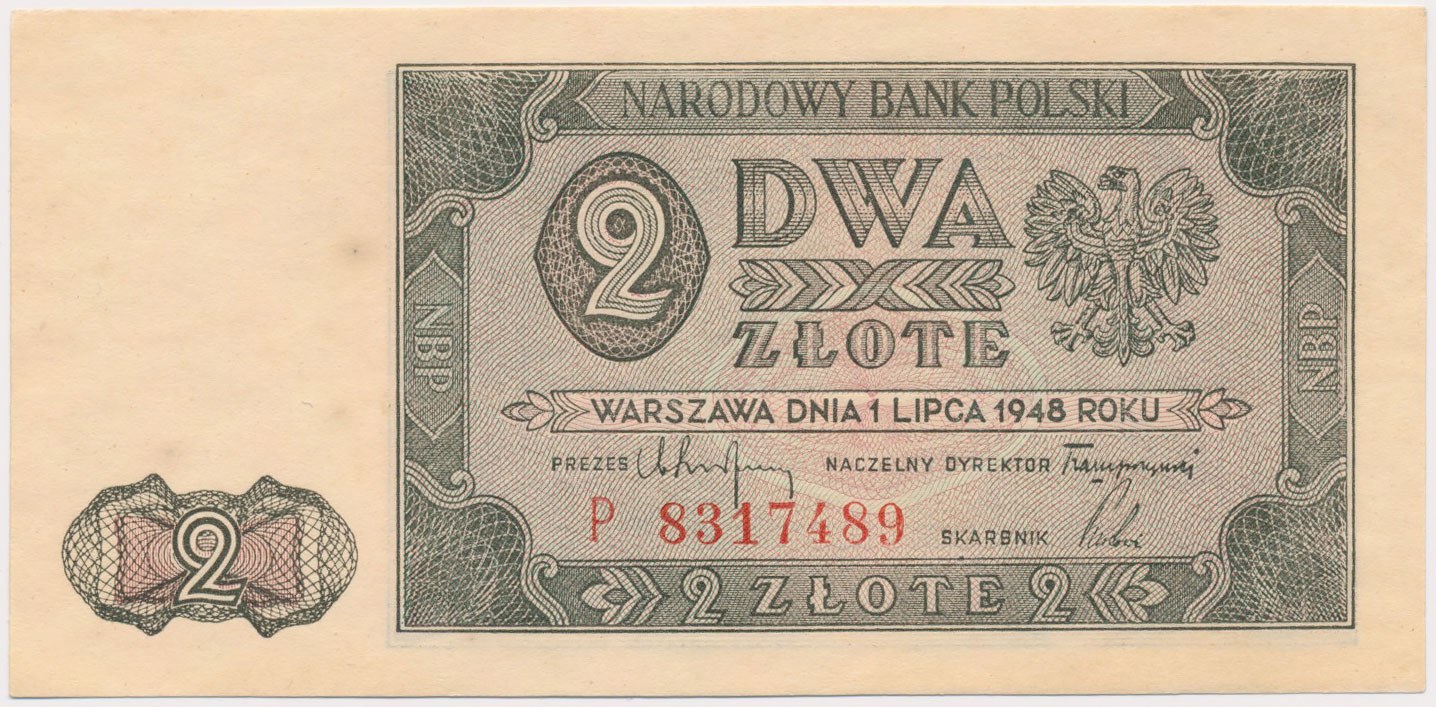 NARODOWY BANK POLSKI
2
DWA
ZŁOTE
NBP
NBP
WARSZAWA DNIA 1 LIPCA 1948 ROKU
PREZES NACZELNY DYREKTOR
P 8317489 SKARBNIK
2
2 ZŁOTE 2